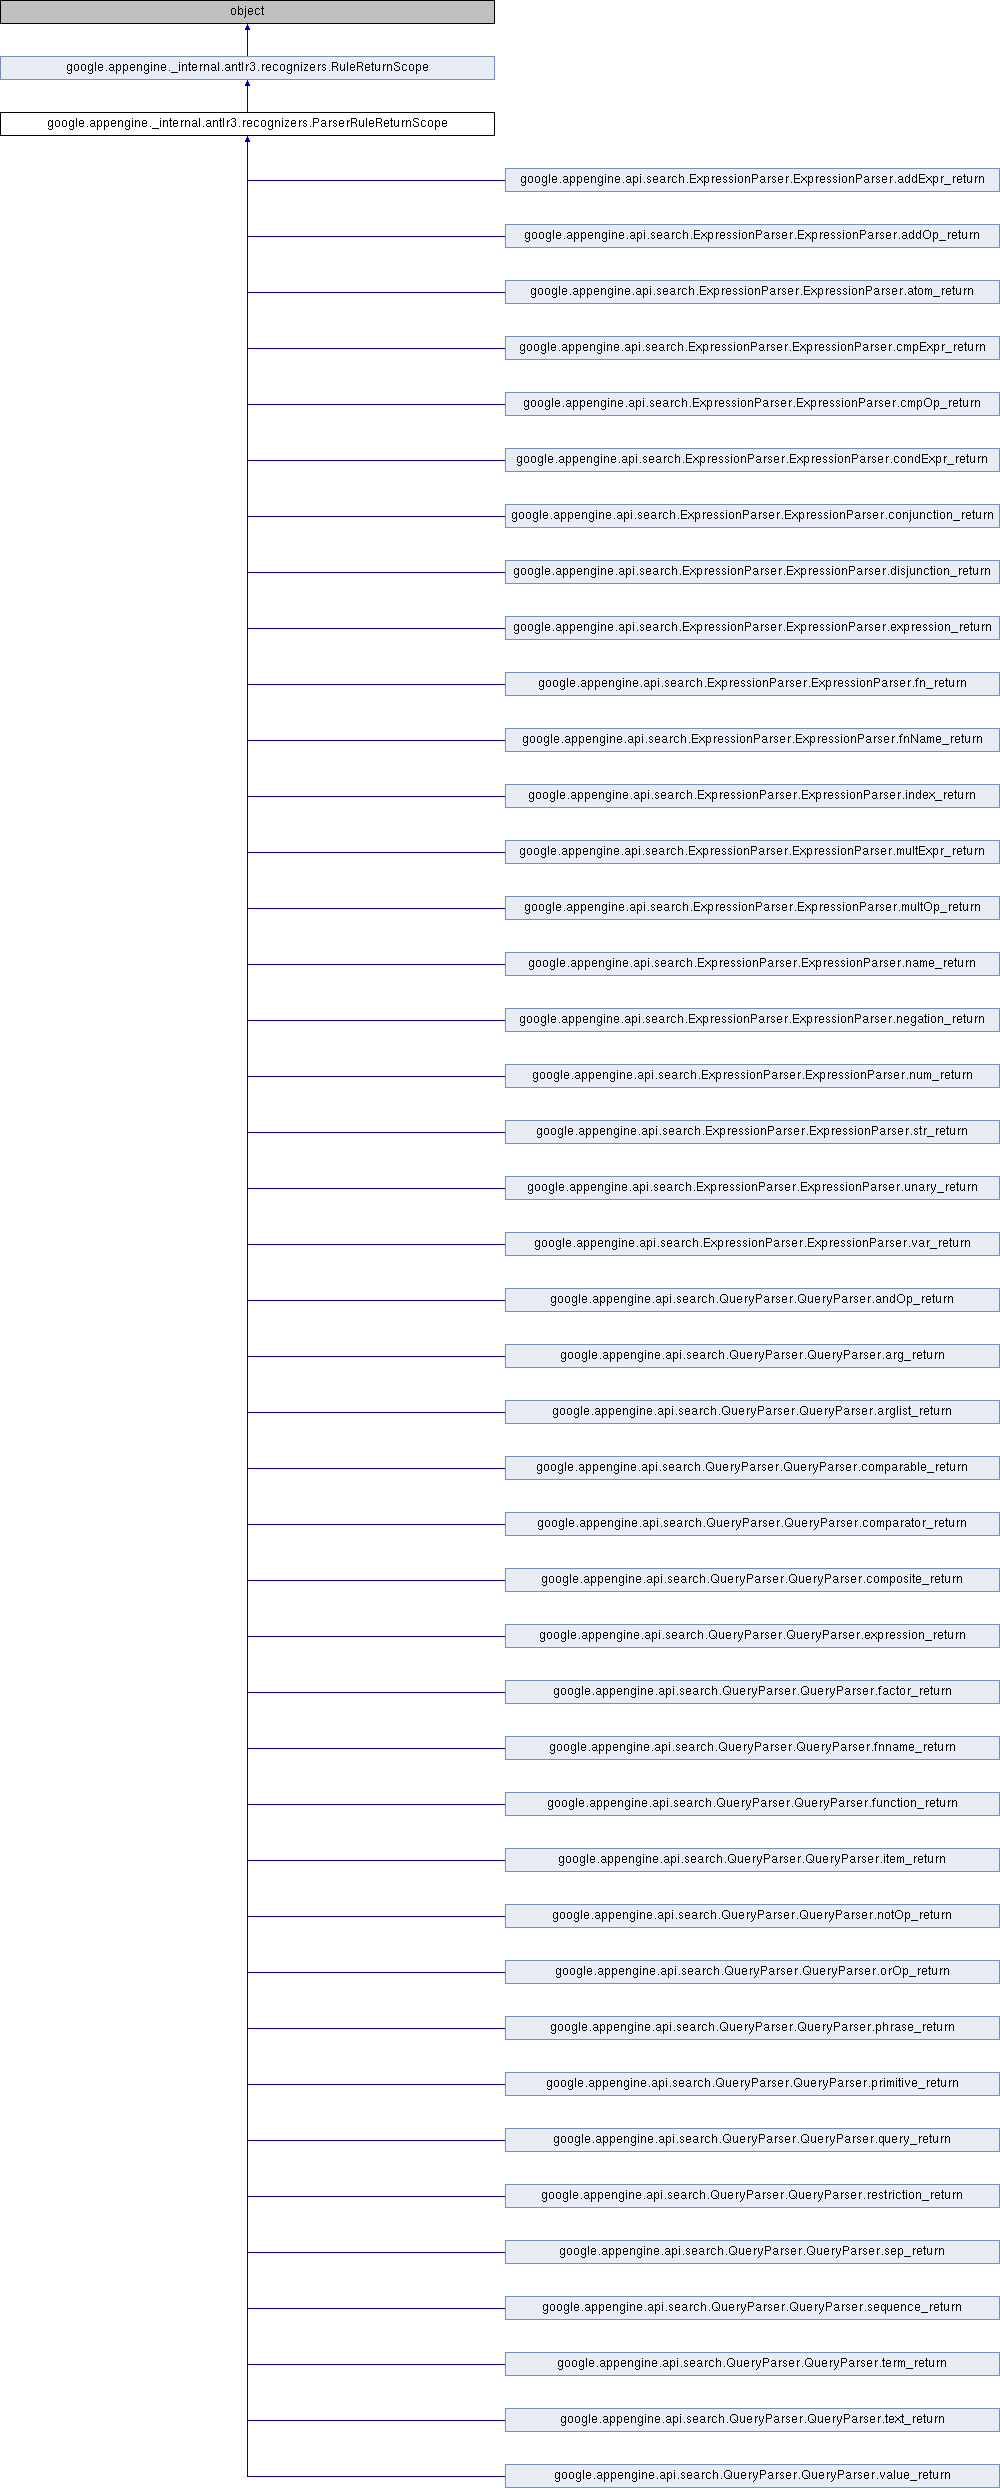 object
google.appengine._internal.antlr3.recognizers.RuleReturnScope
google.appengine._internal.antlr3.recognizers.ParserRuleReturnScope
google.appengine.api.search.ExpressionParser.ExpressionParser.addExpr_return
google.appengine.api.search.ExpressionParser.ExpressionParser.addOp_return
google.appengine.api.search.ExpressionParser.ExpressionParser.atom_return
google.appengine.api.search.ExpressionParser.ExpressionParser.cmpExpr_return
google.appengine.api.search.ExpressionParser.ExpressionParser.cmpOp_return
google.appengine.api.search.ExpressionParser.ExpressionParser.condExpr_return
google.appengine.api.search.ExpressionParser.ExpressionParser.conjunction_return
google.appengine.api.search.ExpressionParser.ExpressionParser.disjunction_return
google.appengine.api.search.ExpressionParser.ExpressionParser.expression_return
google.appengine.api.search.ExpressionParser.ExpressionParser.fn_return
google.appengine.api.search.ExpressionParser.ExpressionParser.fnName_return
google.appengine.api.search.ExpressionParser.ExpressionParser.index_return
google.appengine.api.search.ExpressionParser.ExpressionParser.multExpr_return
google.appengine.api.search.ExpressionParser.ExpressionParser.multOp_return
google.appengine.api.search.ExpressionParser.ExpressionParser.name_return
google.appengine.api.search.ExpressionParser.ExpressionParser.negation_return
google.appengine.api.search.ExpressionParser.ExpressionParser.num_return
google.appengine.api.search.ExpressionParser.ExpressionParser.str_return
google.appengine.api.search.ExpressionParser.ExpressionParser.unary_return
google.appengine.api.search.ExpressionParser.ExpressionParser.var_return
google.appengine.api.search.QueryParser.QueryParser.andOp_return
google.appengine.api.search.QueryParser.QueryParser.arg_return
google.appengine.api.search.QueryParser.QueryParser.arglist_return
google.appengine.api.search.QueryParser.QueryParser.comparable_return
google.appengine.api.search.QueryParser.QueryParser.comparator_return
google.appengine.api.search.QueryParser.QueryParser.composite_return
google.appengine.api.search.QueryParser.QueryParser.expression_return
google.appengine.api.search.QueryParser.QueryParser.factor_return
google.appengine.api.search.QueryParser.QueryParser.fnname_return
google.appengine.api.search.QueryParser.QueryParser.function_return
google.appengine.api.search.QueryParser.QueryParser.item_return
google.appengine.api.search.QueryParser.QueryParser.notOp_return
google.appengine.api.search.QueryParser.QueryParser.orOp_return
google.appengine.api.search.QueryParser.QueryParser.phrase_return
google.appengine.api.search.QueryParser.QueryParser.primitive_return
google.appengine.api.search.QueryParser.QueryParser.query_return
google.appengine.api.search.QueryParser.QueryParser.restriction_return
google.appengine.api.search.QueryParser.QueryParser.sep_return
google.appengine.api.search.QueryParser.QueryParser.sequence_return
google.appengine.api.search.QueryParser.QueryParser.term_return
google.appengine.api.search.QueryParser.QueryParser.text_return
google.appengine.api.search.QueryParser.QueryParser.value_return